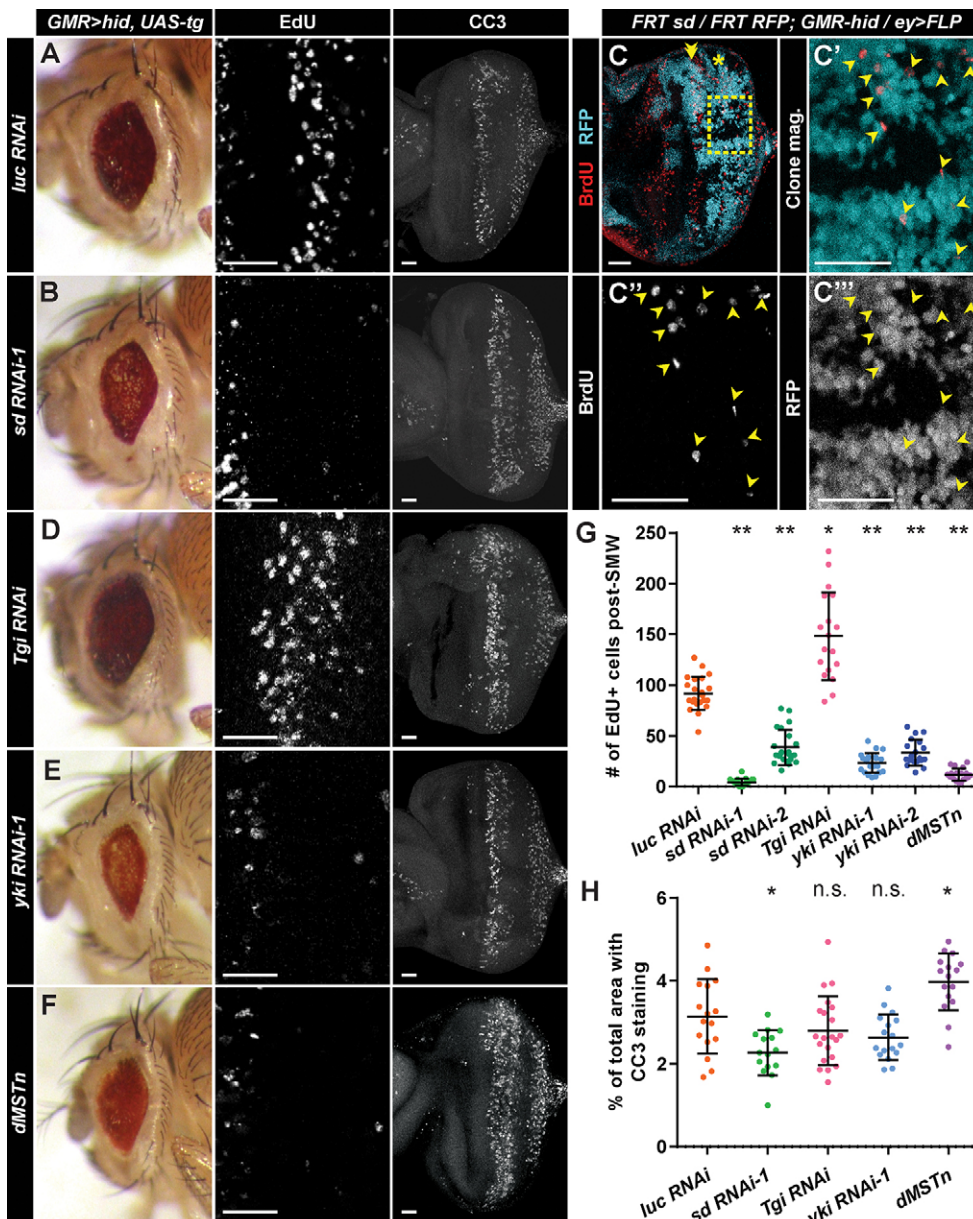 GMR>hid, UAS-tg
EdU
CC3
FRT sd / FRT RFP; GMR-hid / ey>FLP
A
luc RNAi
C
*
BrdU RFP
C'
Clone mag.
B
sd RNAi-1
C''
BrdU
C'''
RFP
D
Tgi RNAi
E
yki RNAi-1
F
dMSTn
G
** ** * ** ** **
# of EdU+ cells post-SMW
250
200
150
100
50
0
luc RNAi
sd RNAi-1
sd RNAi-2
Tgi RNAi
yki RNAi-1
yki RNAi-2
dMSTn
H
* n.s. n.s. *
% of total area with
CC3 staining
6
4
2
0
luc RNAi
sd RNAi-1
Tgi RNAi
yki RNAi-1
dMSTn